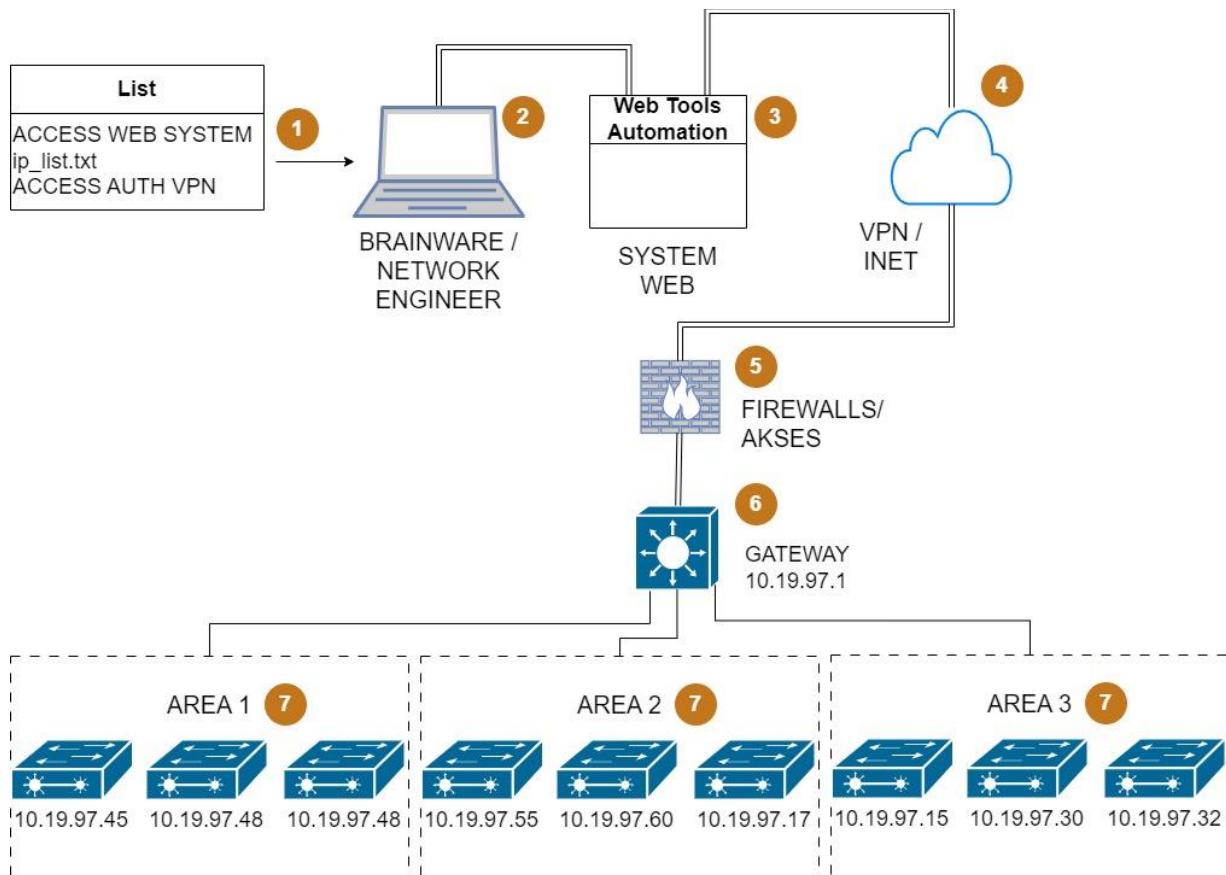 List
ACCESS WEB SYSTEM
ip_list.txt
ACCESS AUTH VPN
1
2
BRAINWARE /
NETWORK
ENGINEER
Web Tools
Automation
3
SYSTEM
WEB
4
VPN /
INET
5
FIREWALLS/
AKSES
6
GATEWAY
10.19.97.1
AREA 1 7
10.19.97.45 10.19.97.48 10.19.97.48
AREA 2 7
10.19.97.55 10.19.97.60 10.19.97.17
AREA 3 7
10.19.97.15 10.19.97.30 10.19.97.32